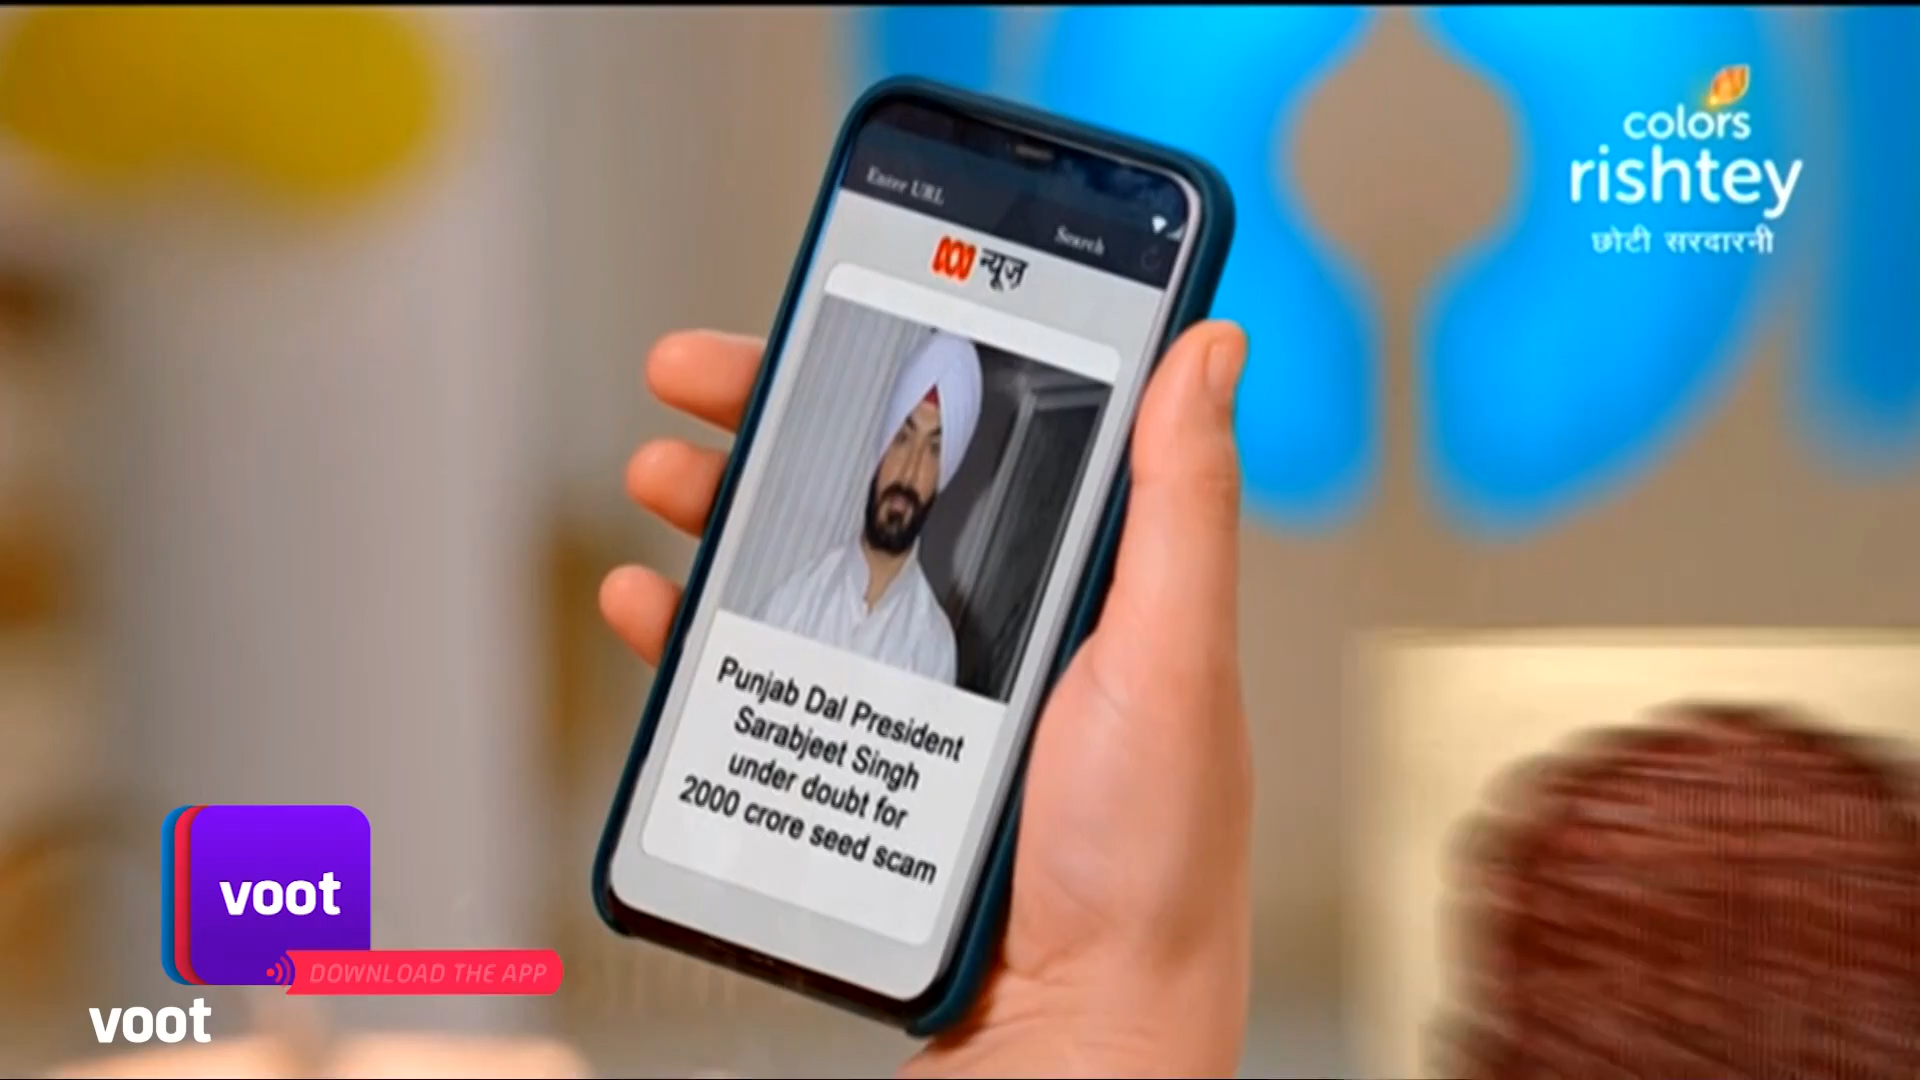 colors
rishtey
छोटी सरदारनी
Enter URL
Search
न्यूज़
Punjab Dal President
Sarabjeet Singh
under doubt for
2000 crore seed scam
voot
DOWNLOAD THE APP
voot